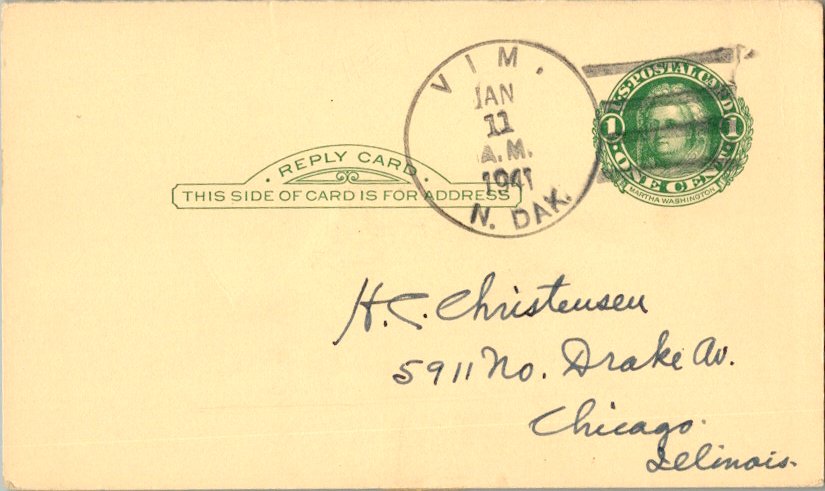 VIM.
JAN
11
A.M.
1941
N. DAK.
U.S. POSTAL CARD
1 1
ONE CENT
MARTHA WASHINGTON
REPLY CARD
THIS SIDE OF CARD IS FOR ADDRESS
H. C. Christensen
5911 No. Drake Av.
Chicago
Illinois